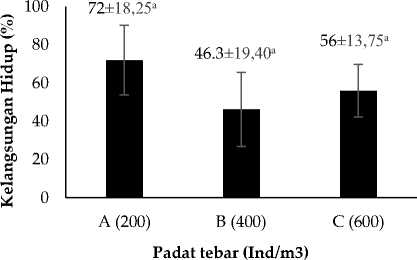 72±18,25ᵃ
46.3±19,40ᵃ
56±13,75ᵃ
Kelangsungan Hidup (%)
100
80
60
40
20
0
A (200)
B (400)
C (600)
Padat tebar (Ind/m3)